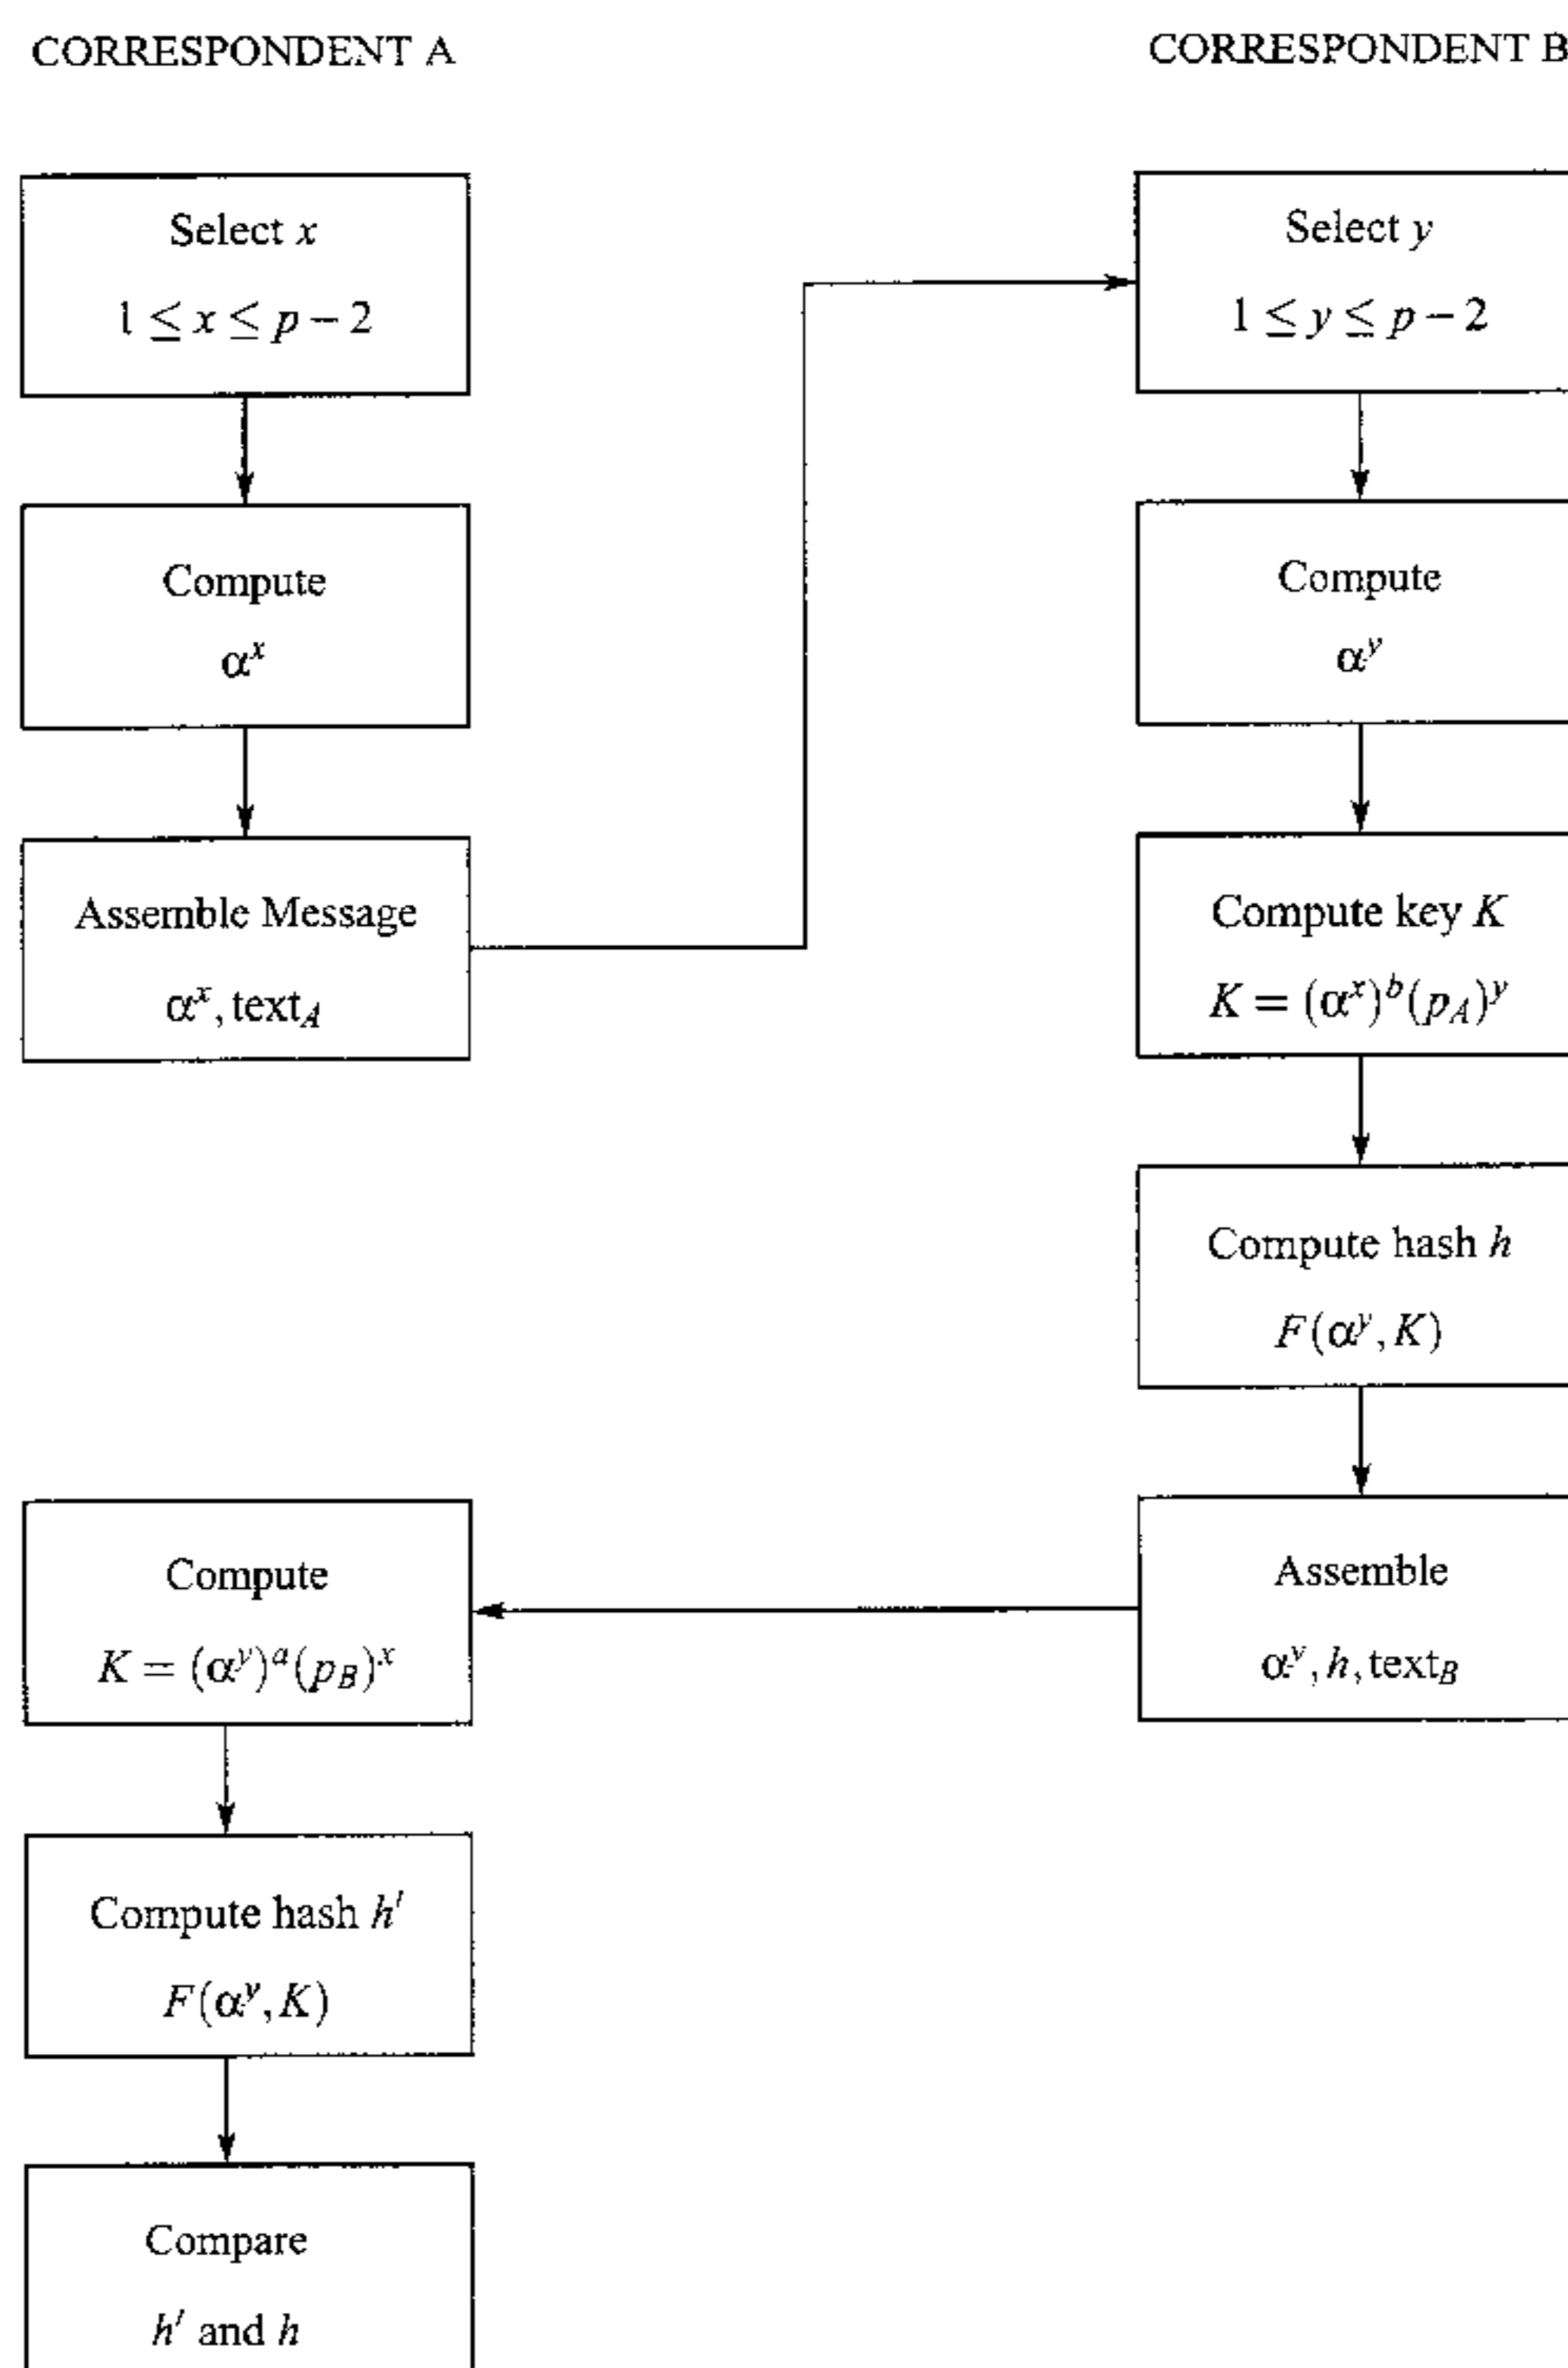 CORRESPONDENT A
CORRESPONDENT B
Select x
1 ≤ x ≤ p − 2
Compute
α^x
Assemble Message
α^x, text_A
Select y
1 ≤ y ≤ p − 2
Compute
α^y
Compute key K
K = (α^x)^b(p_A)^y
Compute hash h
F(α^y, K)
Assemble
α^y, h, text_B
Compute
K = (α^y)^a(p_B)^x
Compute hash h′
F(α^y, K)
Compare
h′ and h